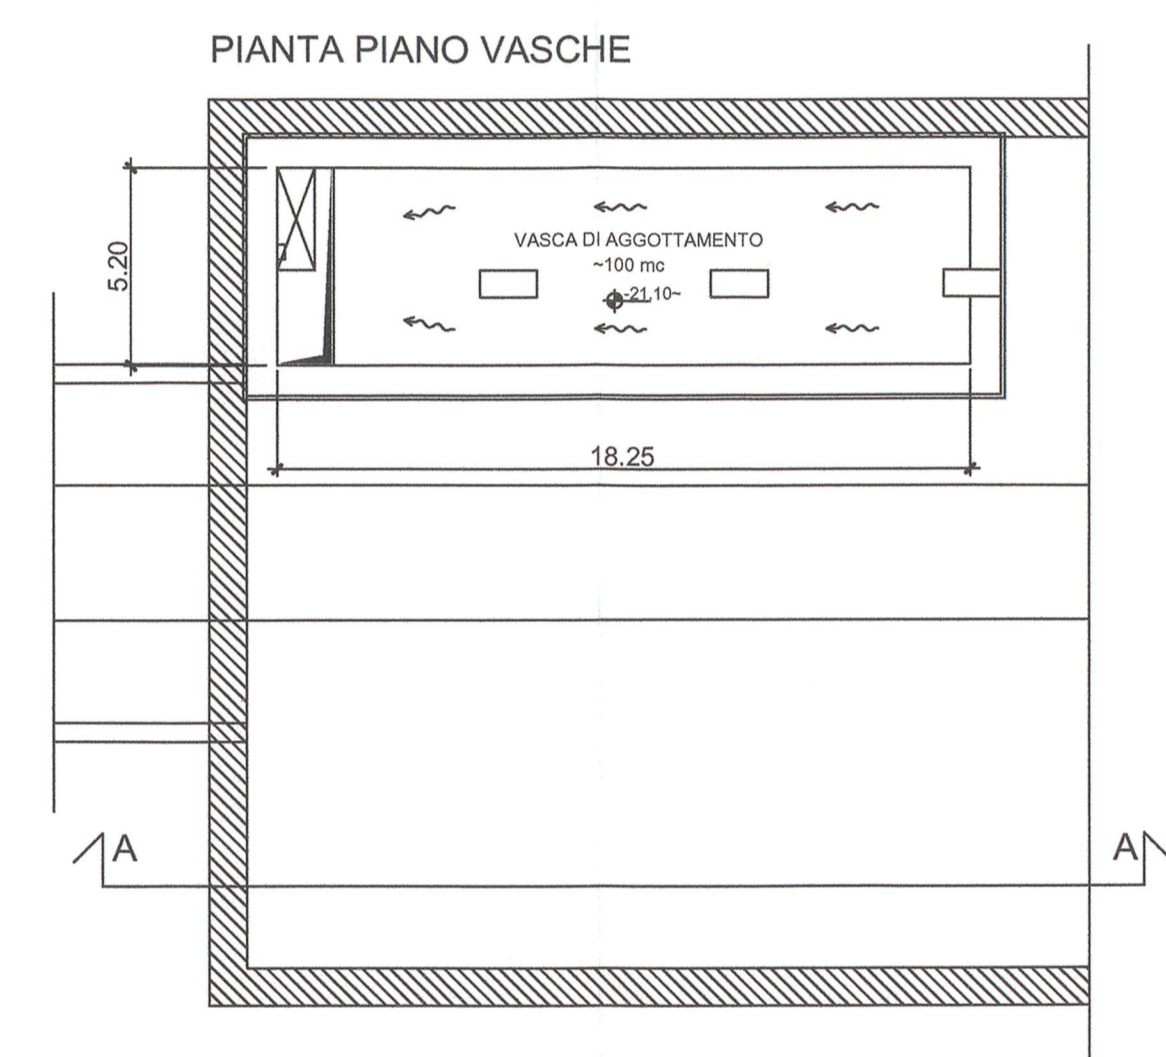 PIANTA PIANO VASCHE
5.20
VASCA DI AGGOTTAMENTO
~100 mc
-21.10~
18.25
A
A